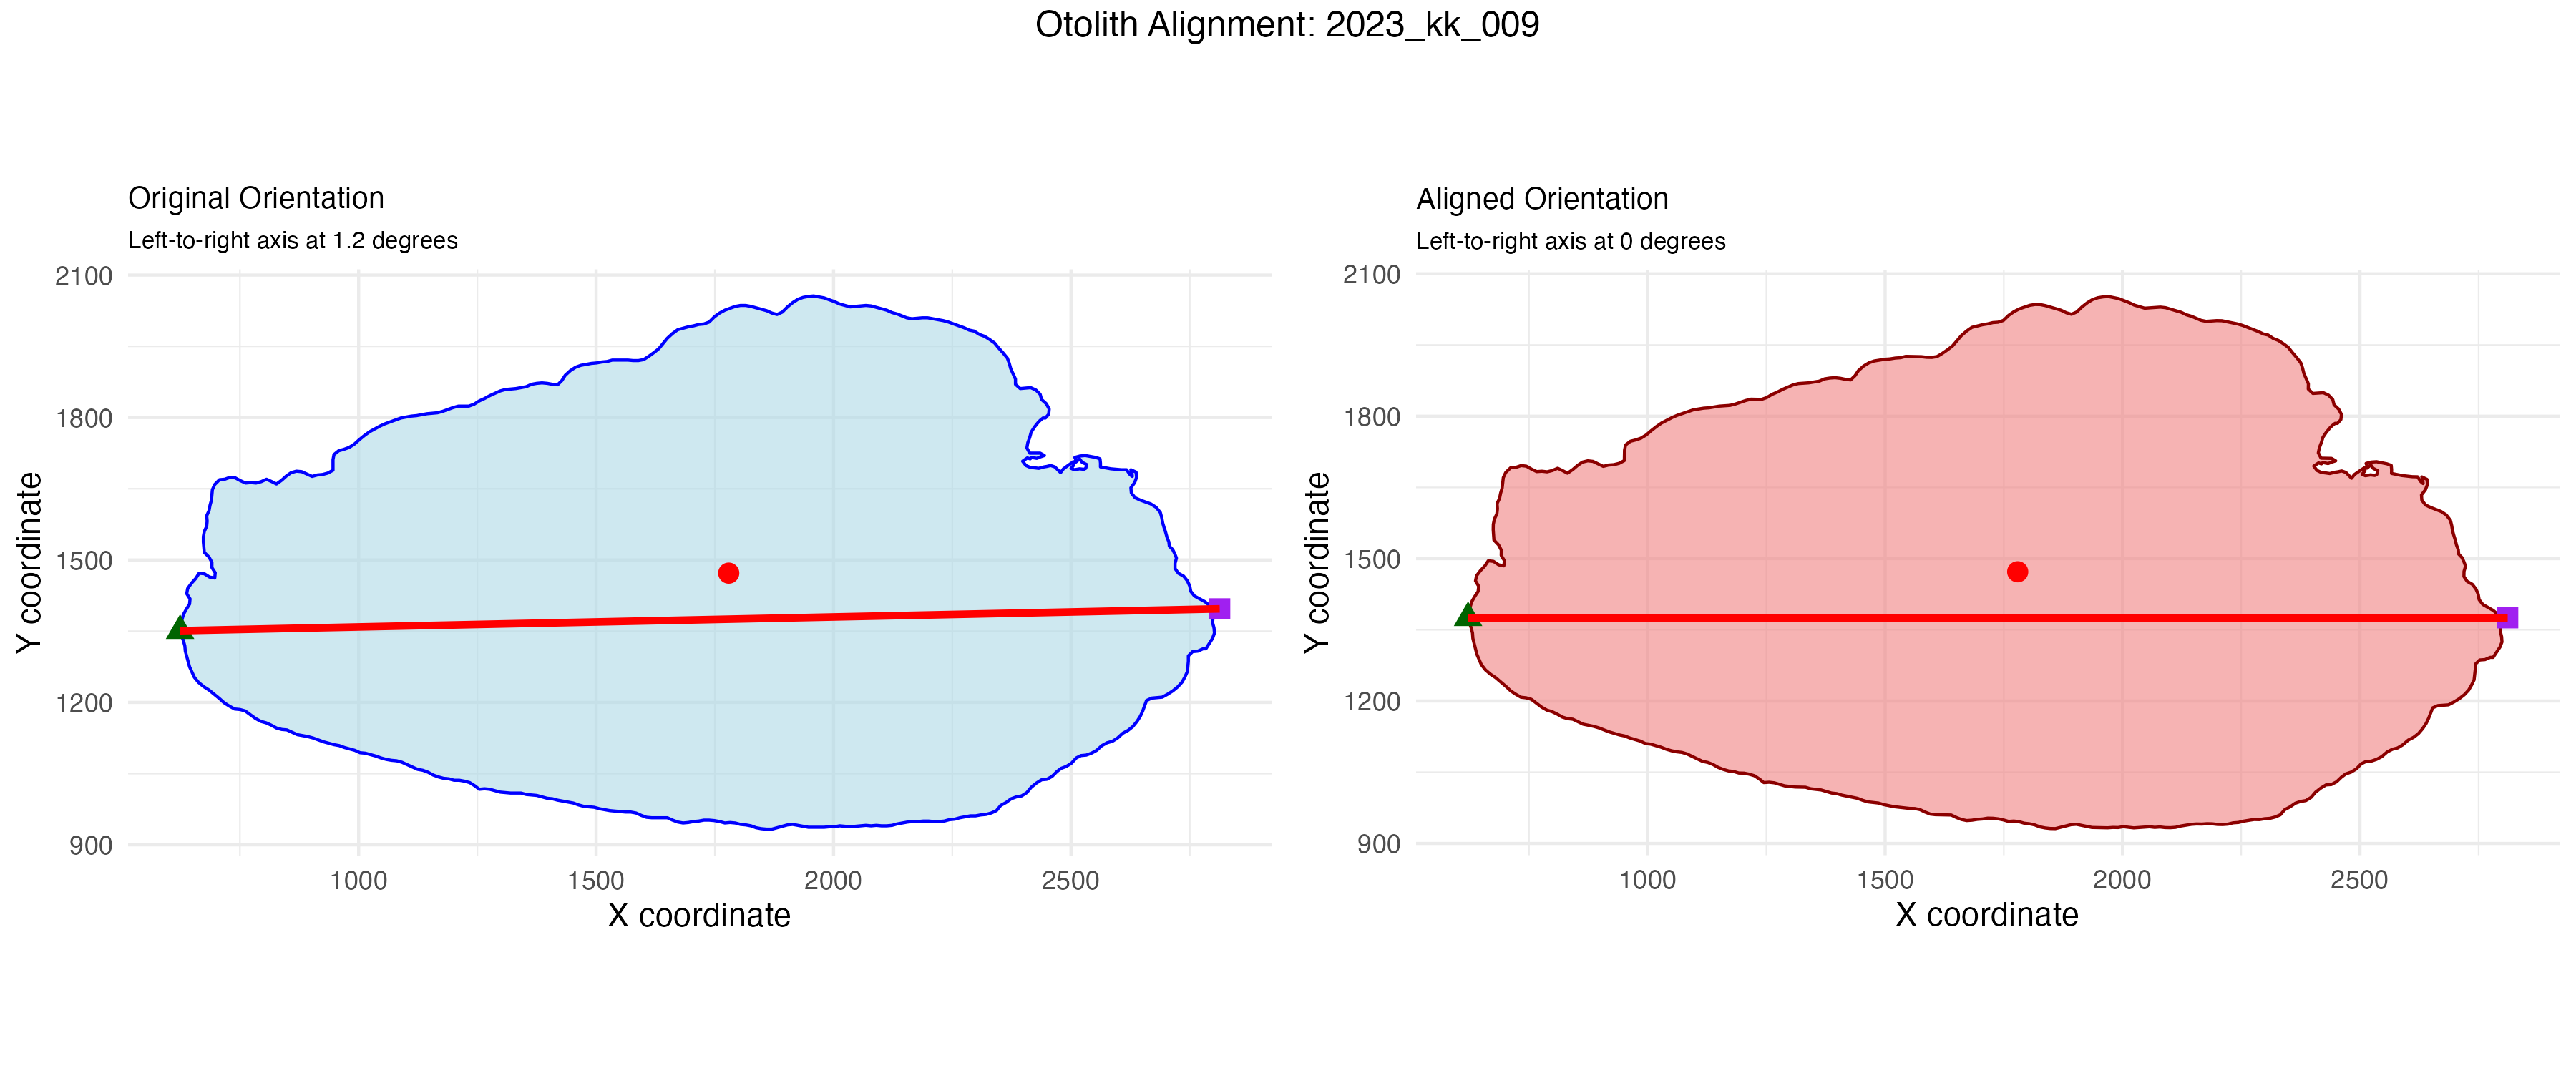 Otolith Alignment: 2023_kk_009
Original Orientation
Left-to-right axis at 1.2 degrees
2100
1800
1500
1200
900
Y coordinate
1000 1500 2000 2500
X coordinate
Aligned Orientation
Left-to-right axis at 0 degrees
2100
1800
1500
1200
900
Y coordinate
1000 1500 2000 2500
X coordinate